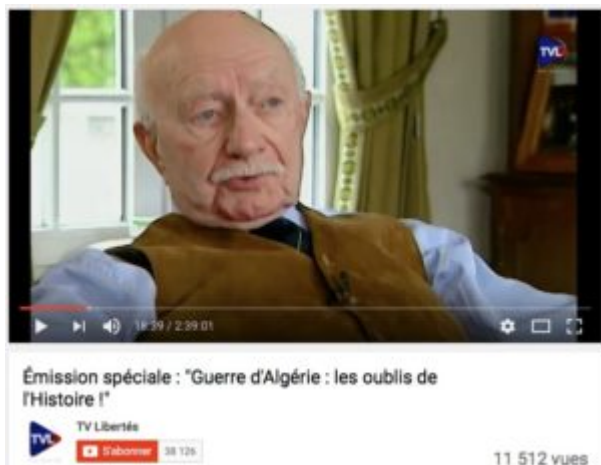 TVL
18:39 / 2:39:01
Émission spéciale : "Guerre d'Algérie : les oublis de
l'Histoire !"
TVL
TV Libertés
S'abonner 38 126
11 512 vues